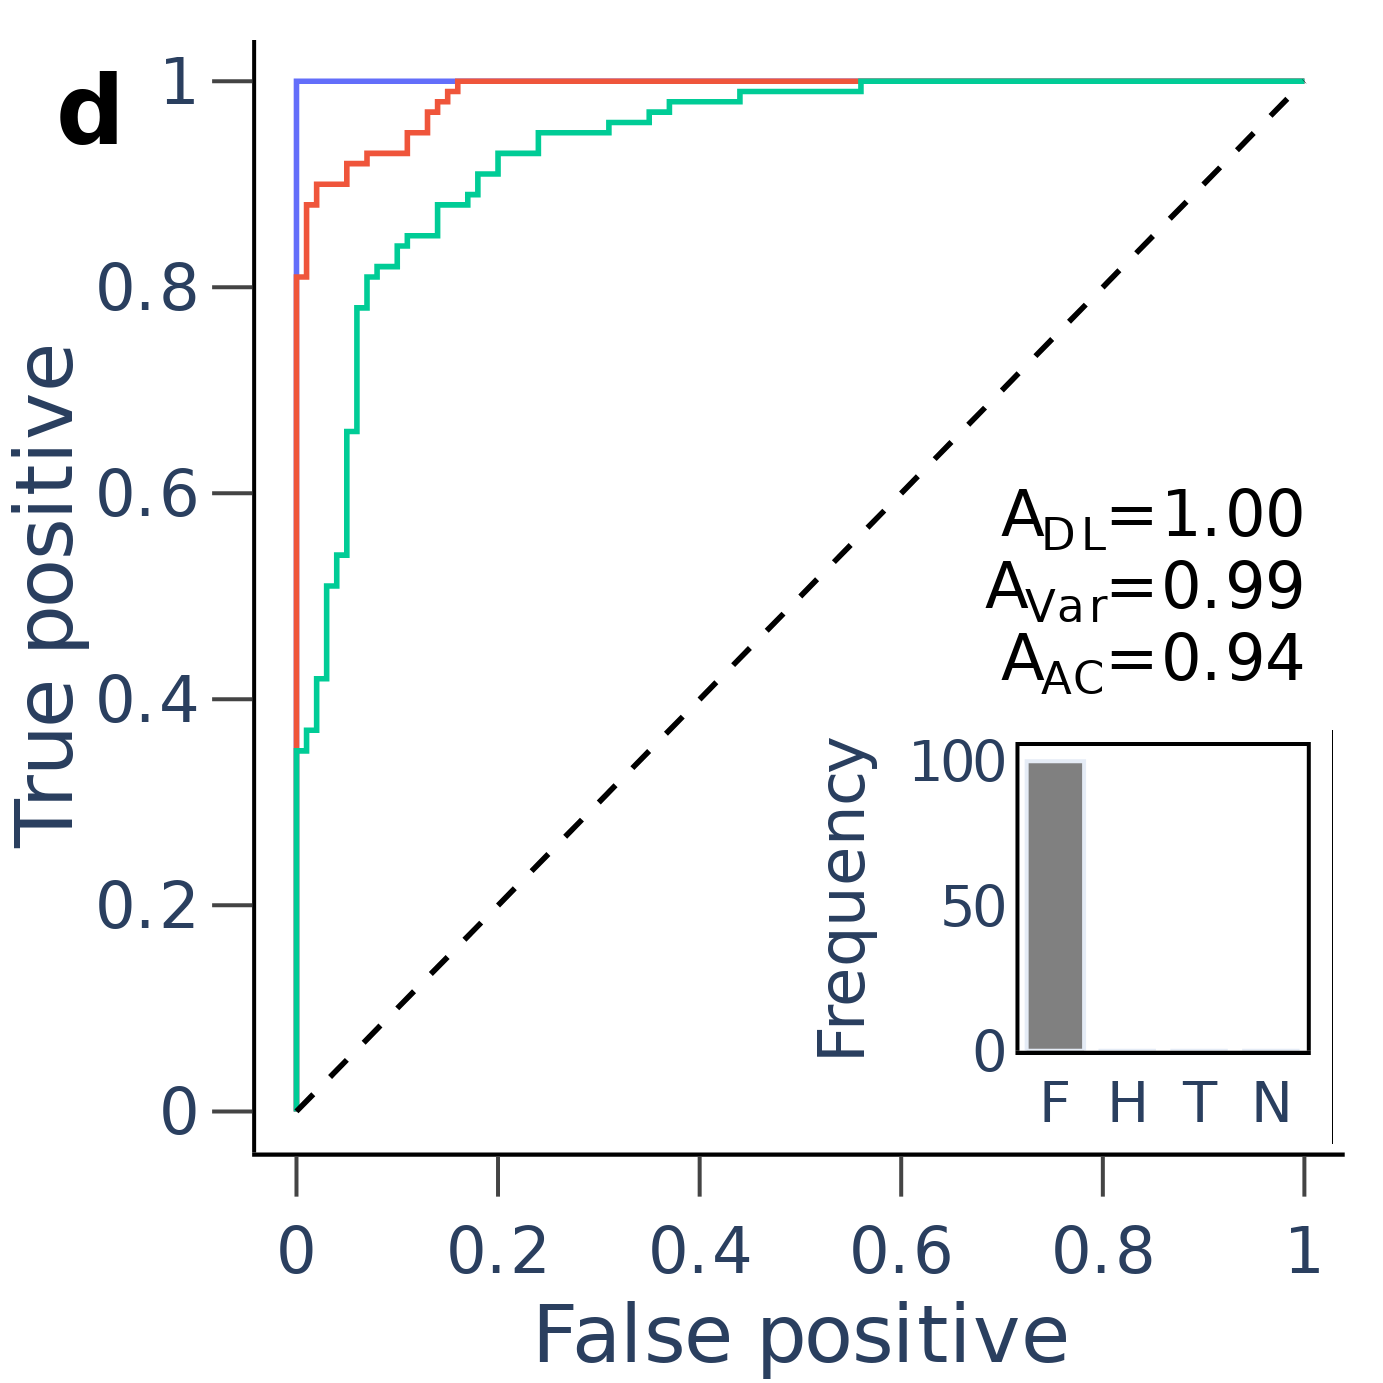 d
1
0.8
0.6
0.4
0.2
0
True positive
A_DL=1.00
A_Var=0.99
A_AC=0.94
Frequency
100
50
0
F H T N
0 0.2 0.4 0.6 0.8 1
False positive